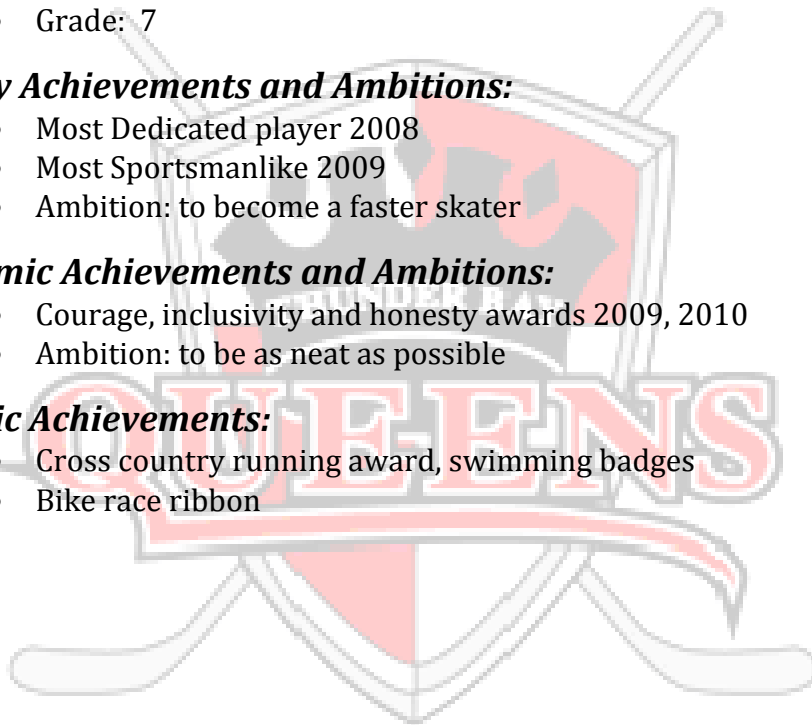 Grade: 7
y Achievements and Ambitions:
Most Dedicated player 2008
Most Sportsmanlike 2009
Ambition: to become a faster skater
mic Achievements and Ambitions:
THUNDER BAY
Courage, inclusivity and honesty awards 2009, 2010
Ambition: to be as neat as possible
QUEENS
ic Achievements:
Cross country running award, swimming badges
Bike race ribbon